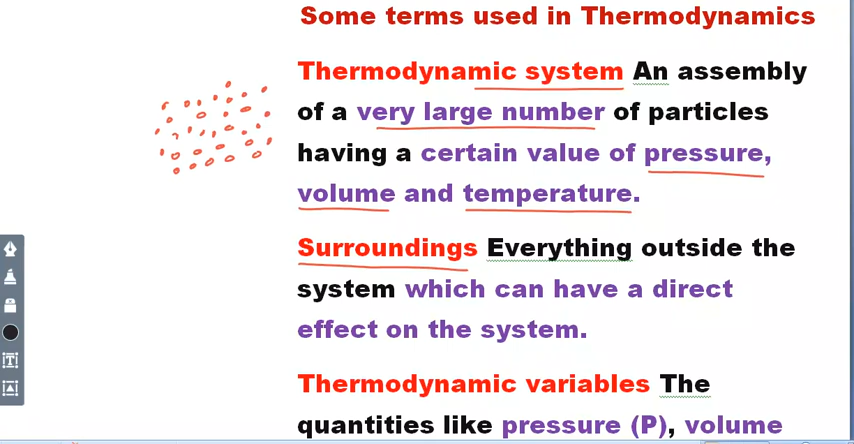 Some terms used in Thermodynamics
Thermodynamic system An assembly
of a very large number of particles
having a certain value of pressure,
volume and temperature.
Surroundings Everything outside the
system which can have a direct
effect on the system.
Thermodynamic variables The
quantities like pressure (P), volume